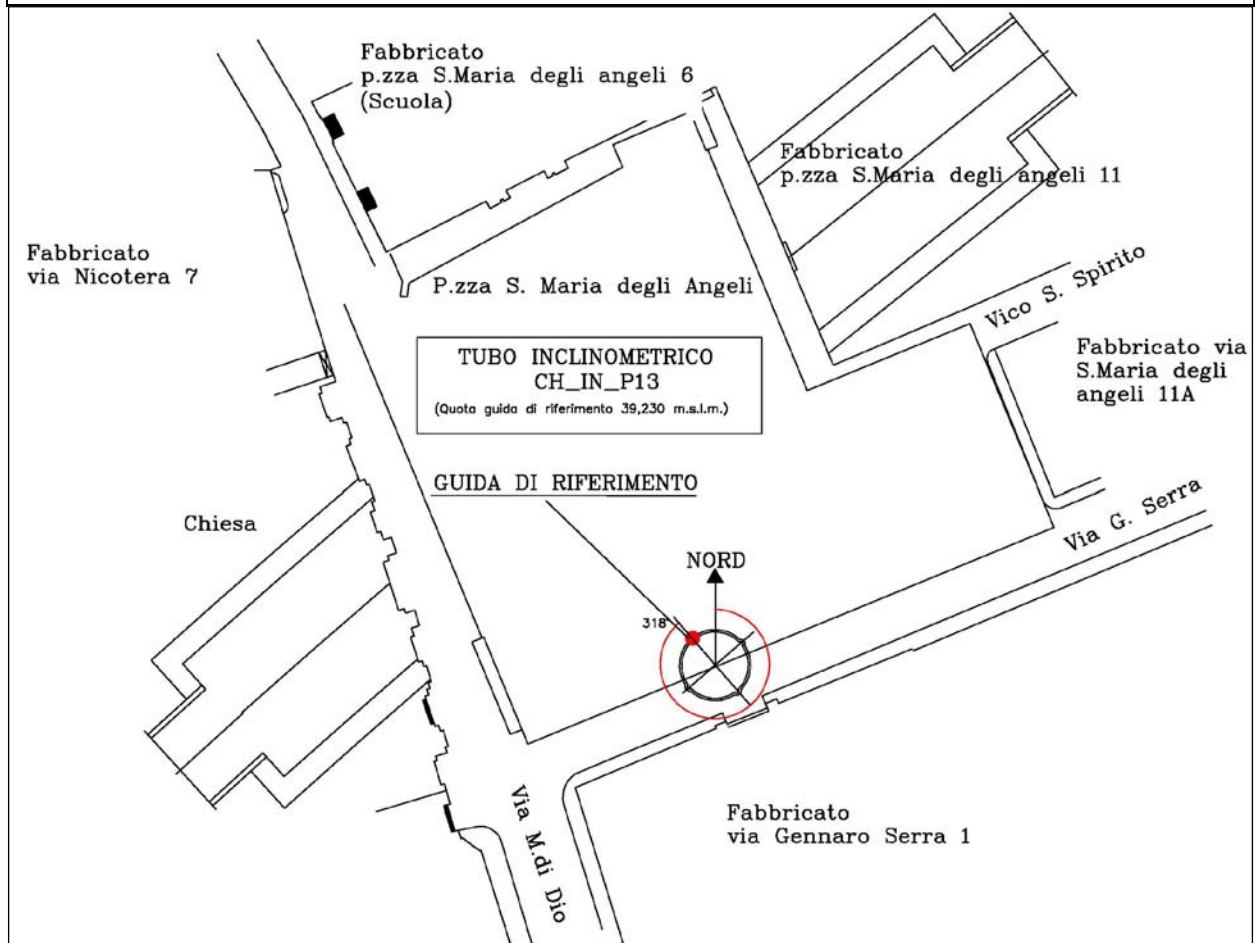 Fabbricato
p.zza S.Maria degli angeli 6
(Scuola)
Fabbricato
p.zza S.Maria degli angeli 11
Fabbricato
via Nicotera 7
P.zza S. Maria degli Angeli
Vico S. Spirito
TUBO INCLINOMETRICO
CH_IN_P13
(Quota guida di riferimento 39,230 m.s.l.m.)
Fabbricato via
S.Maria degli
angeli 11A
GUIDA DI RIFERIMENTO
Chiesa
Via G. Serra
NORD
318°
Via M.di Dio
Fabbricato
via Gennaro Serra 1